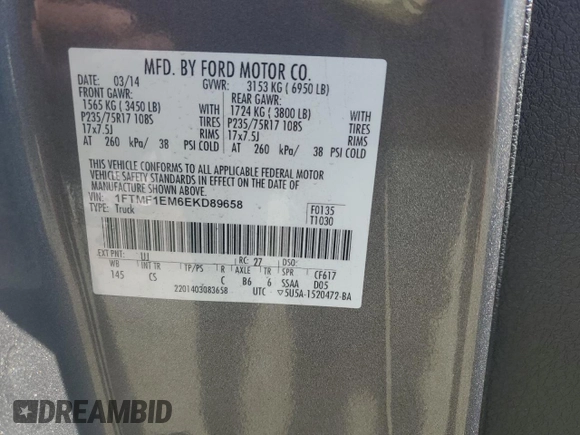 MFD. BY FORD MOTOR CO.
DATE: 03/14 GVWR: 3153 KG ( 6950 LB)
FRONT GAWR: REAR GAWR:
1565 KG ( 3450 LB) WITH 1724 KG ( 3800 LB) WITH
P235/75R17 108S TIRES P235/75R17 108S TIRES
17x7.5J RIMS 17x7.5J RIMS
AT 260 kPa/ 38 PSI COLD AT 260 kPa/ 38 PSI COLD
THIS VEHICLE CONFORMS TO ALL APPLICABLE FEDERAL MOTOR
VEHICLE SAFETY STANDARDS IN EFFECT ON THE DATE OF
MANUFACTURE SHOWN ABOVE.
VIN: 1FTMF1EM6EKD89658 F0135
TYPE: Truck T1030
EXT PNT: UJ RC: 27 DSO:
WB INT TR TP/PS R AXLE TR SPR CF617
145 CS C B6 6 SSAA D05
2201403083658 UTC ▽5U5A-1520472-BA
DREAMBID